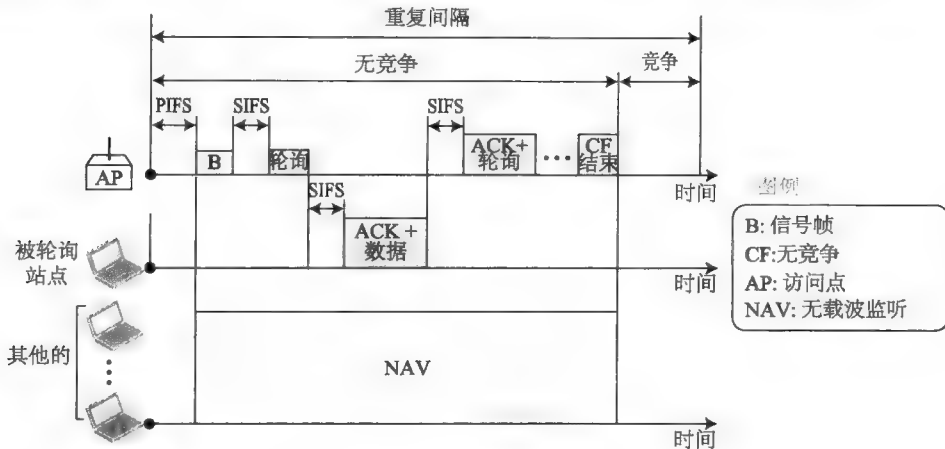 重复间隔
无竞争
竞争
PIFS
SIFS
SIFS
B
轮询
ACK+
轮询
CF
结束
AP
时间
SIFS
ACK +
数据
被轮询
站点
时间
其他的
NAV
时间
图例
B: 信号帧
CF:无竞争
AP: 访问点
NAV: 无载波监听